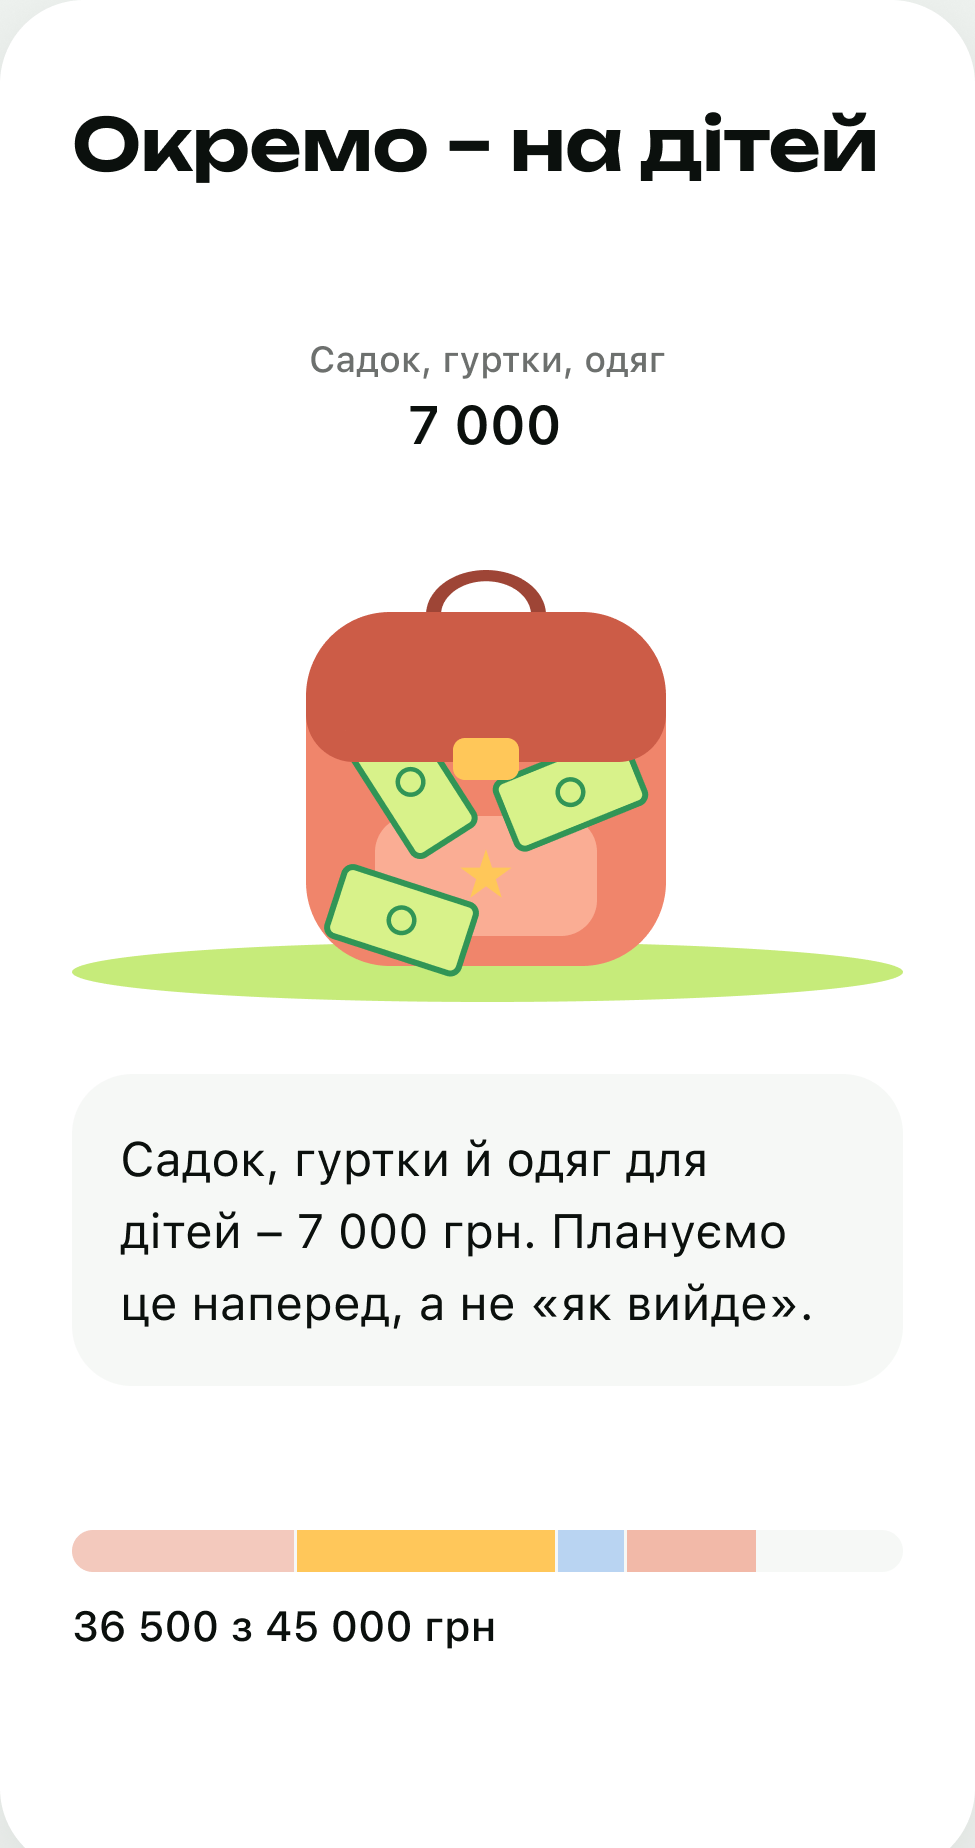 Окремо – на дітей
Садок, гуртки, одяг
7 000
Садок, гуртки й одяг для
дітей – 7 000 грн. Плануємо
це наперед, а не «як вийде».
36 500 з 45 000 грн